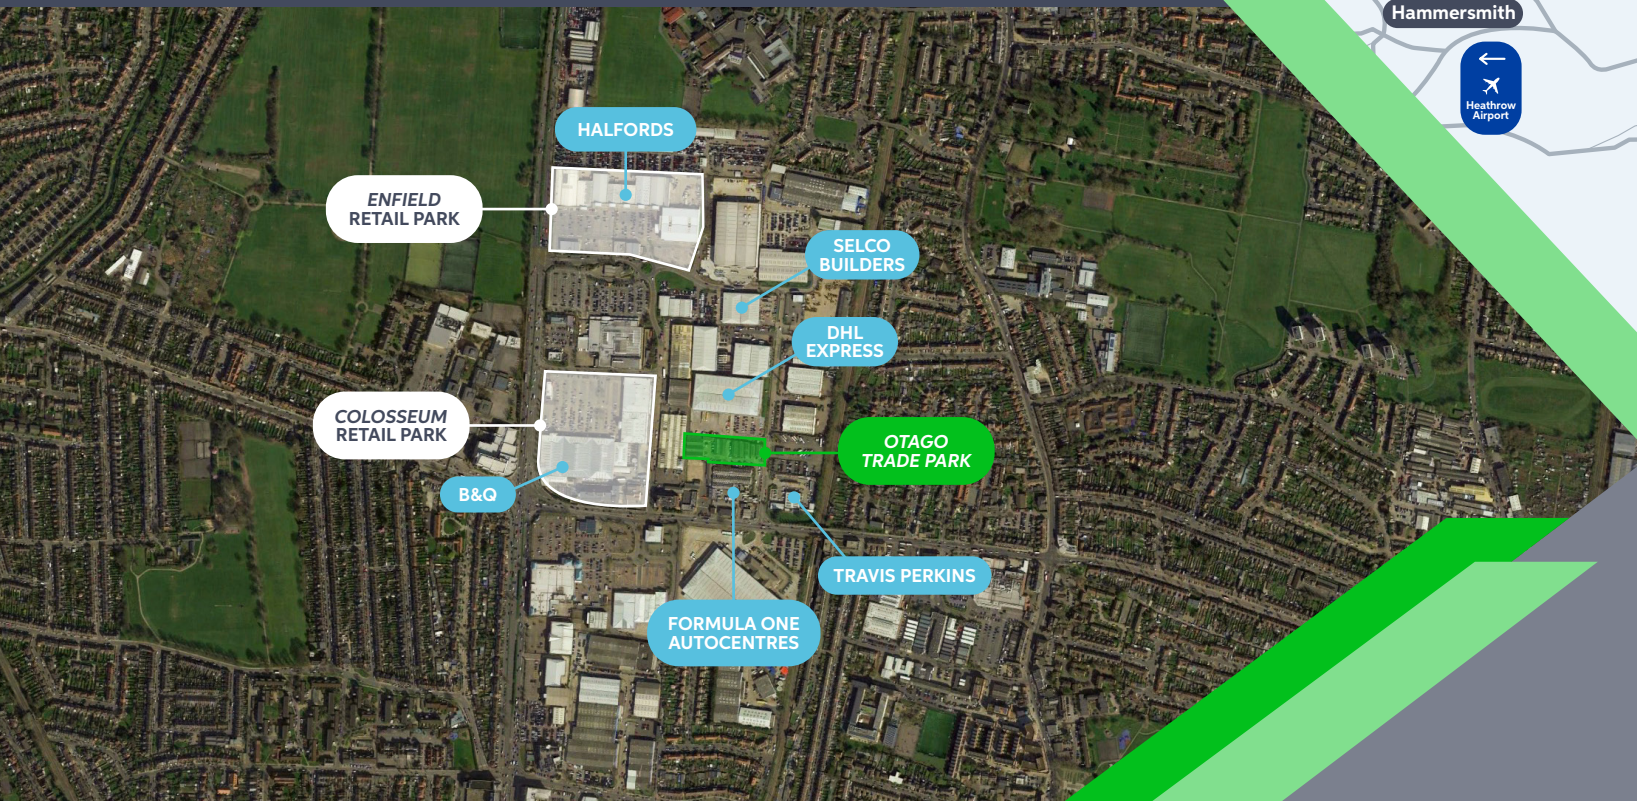 Hammersmith
Heathrow
Airport
HALFORDS
ENFIELD
RETAIL PARK
SELCO
BUILDERS
DHL
EXPRESS
COLOSSEUM
RETAIL PARK
OTAGO
TRADE PARK
B&Q
TRAVIS PERKINS
FORMULA ONE
AUTOCENTRES